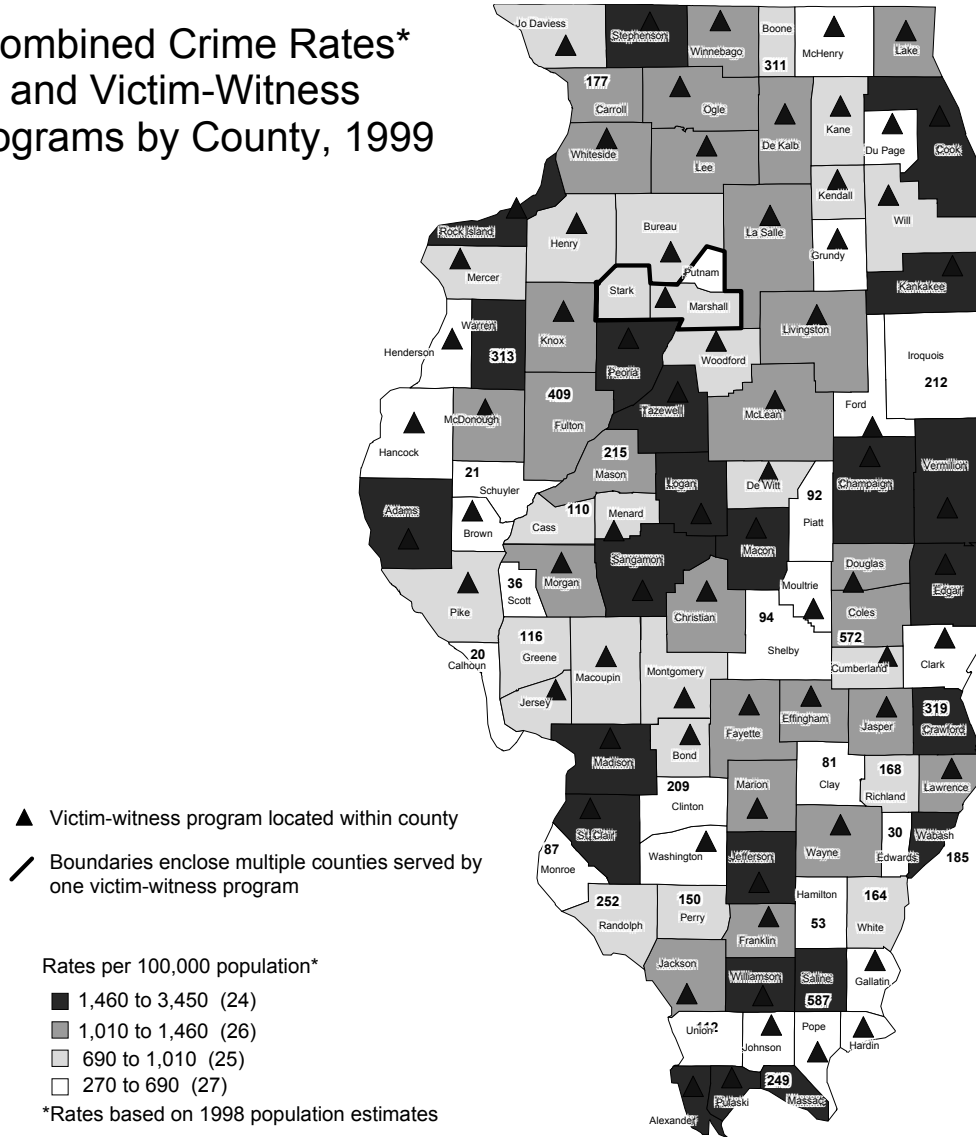 ombined Crime Rates*
and Victim-Witness
ograms by County, 1999
Jo Daviess
Stephenson
Winnebago
Boone
311
McHenry
Lake
177
Carroll
Ogle
De Kalb
Kane
Du Page
Cook
Whiteside
Lee
Kendall
Will
Rock Island
Henry
Bureau
La Salle
Grundy
Mercer
Stark
Putnam
Marshall
Kankakee
Henderson
Warren
313
Knox
Peoria
Woodford
Livingston
Iroquois
212
Hancock
McDonough
409
Fulton
Tazewell
McLean
Ford
21
Schuyler
215
Mason
Logan
De Witt
92
Piatt
Champaign
Vermilion
Adams
Brown
Cass
110
Menard
Macon
Sangamon
Douglas
Edgar
Pike
36
Scott
Morgan
Christian
Moultrie
Coles
572
94
Shelby
20
Calhoun
116
Greene
Macoupin
Montgomery
Cumberland
Clark
Jersey
Fayette
Effingham
Jasper
319
Crawford
Madison
Bond
81
Clay
168
Richland
Lawrence
209
Clinton
Marion
▲ Victim-witness program located within county
St. Clair
Washington
Jefferson
Wayne
30
Edwards
Wabash
185
87
Monroe
Boundaries enclose multiple counties served by
one victim-witness program
252
Randolph
150
Perry
Hamilton
53
164
White
Franklin
Jackson
Williamson
Saline
587
Gallatin
Rates per 100,000 population*
1,460 to 3,450 (24)
1,010 to 1,460 (26)
690 to 1,010 (25)
270 to 690 (27)
*Rates based on 1998 population estimates
Union
112
Johnson
Pope
Hardin
Alexander
Pulaski
249
Massac